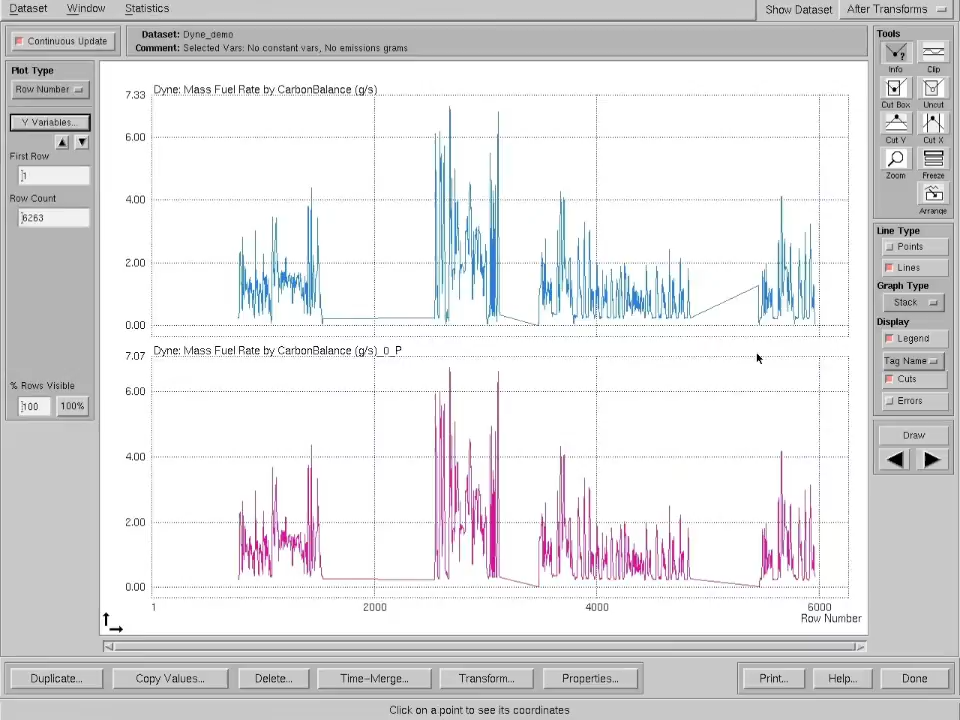 Dataset Window Statistics Show Dataset After Transforms
Continuous Update
Dataset: Dyne_demo
Comment: Selected Vars: No constant vars, No emissions grams
Plot Type
Row Number
Y Variables...
First Row
1
Row Count
6263
% Rows Visible
100 100%
Dyne: Mass Fuel Rate by CarbonBalance (g/s)
7.33
6.00
4.00
2.00
0.00
Dyne: Mass Fuel Rate by CarbonBalance (g/s)_0_P
7.07
6.00
4.00
2.00
0.00
1 2000 4000 6000
Row Number
Tools
Info Clip
Cut Box Uncut
Cut Y Cut X
Zoom Freeze
Arrange
Line Type
Points
Lines
Graph Type
Stack
Display
Legend
Tag Name
Cuts
Errors
Draw
Duplicate... Copy Values... Delete... Time-Merge... Transform... Properties... Print... Help... Done
Click on a point to see its coordinates